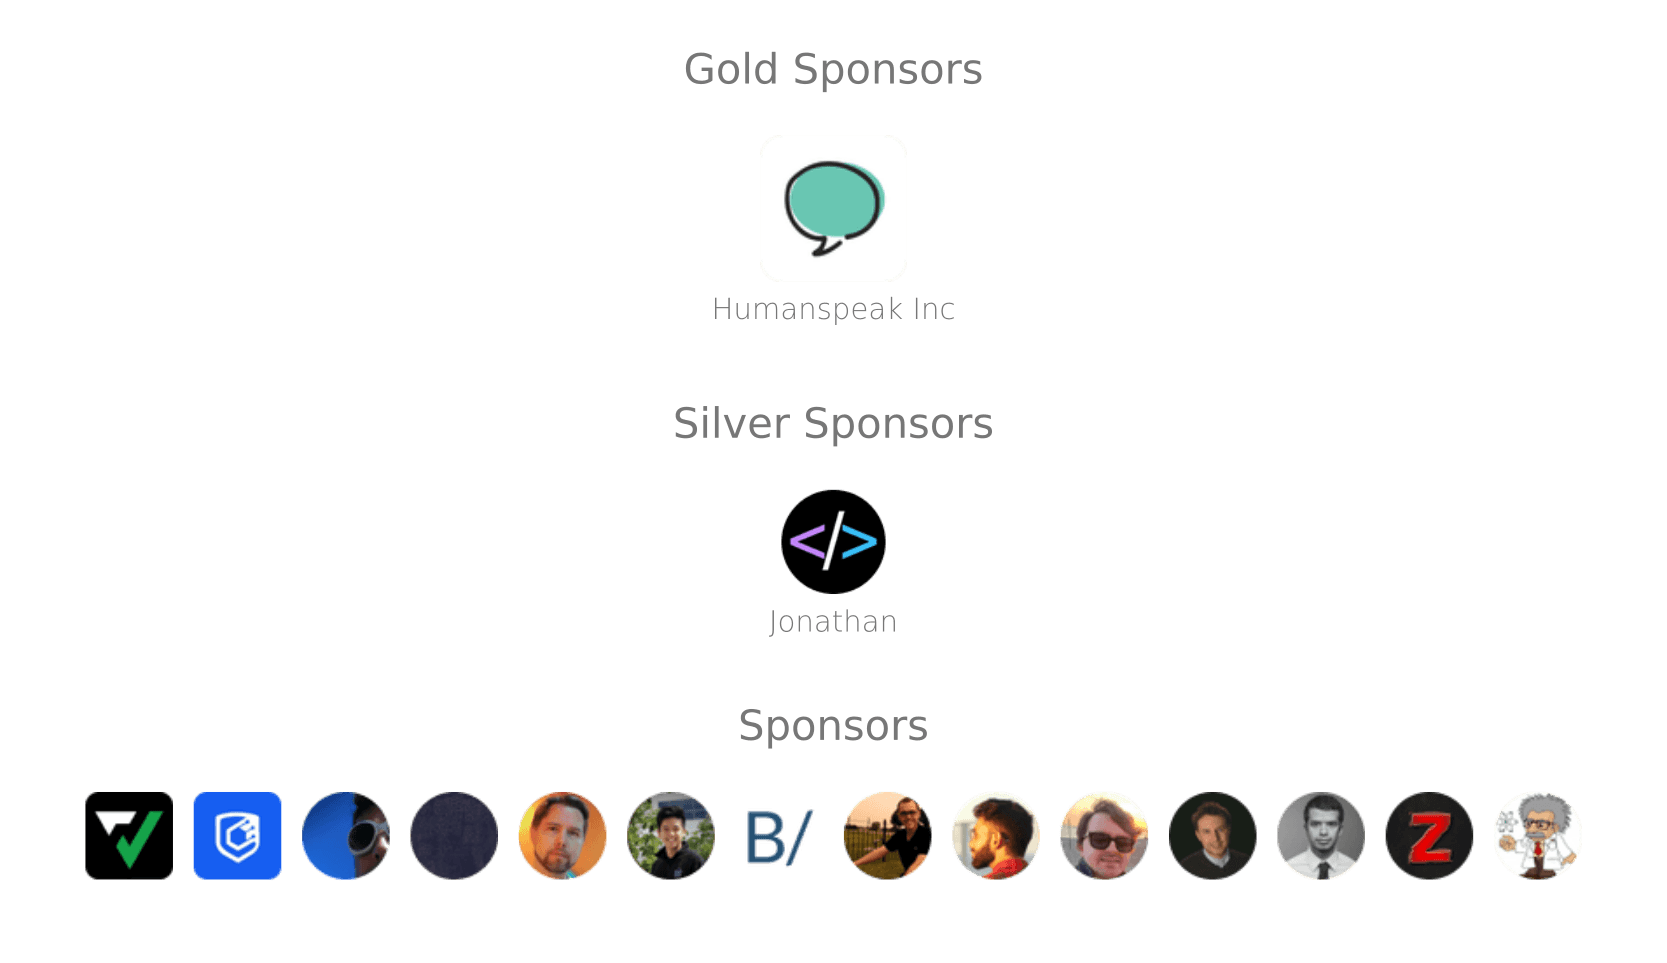 Gold Sponsors
Humanspeak Inc
Silver Sponsors
</>
Jonathan
Sponsors
B/
Z